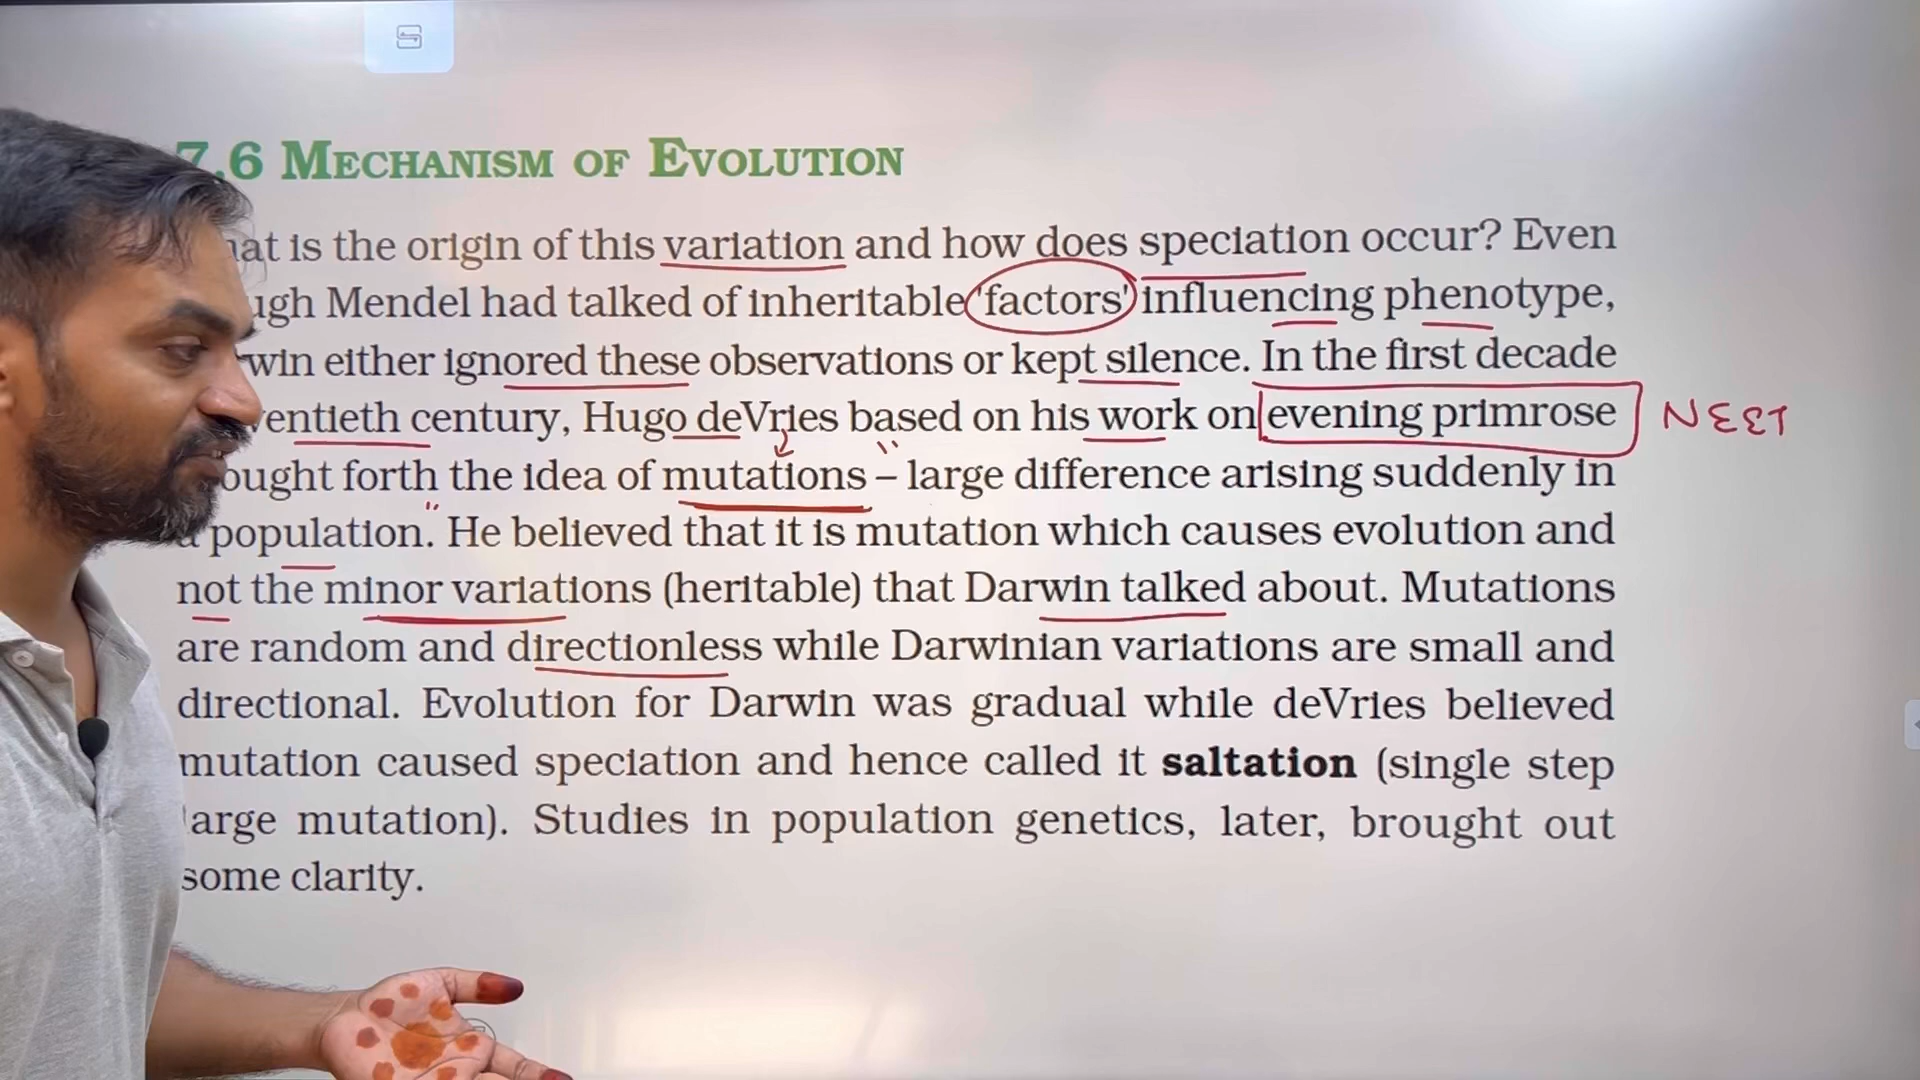 7.6 MECHANISM OF EVOLUTION
at is the origin of this variation and how does speciation occur? Even
Mendel had talked of inheritable 'factors' influencing phenotype,
either ignored these observations or kept silence. In the first decade
century, Hugo deVries based on his work on evening primrose NEET
forth the idea of mutations – large difference arising suddenly in
a population. He believed that it is mutation which causes evolution and
not the minor variations (heritable) that Darwin talked about. Mutations
are random and directionless while Darwinian variations are small and
directional. Evolution for Darwin was gradual while deVries believed
mutation caused speciation and hence called it saltation (single step
large mutation). Studies in population genetics, later, brought out
some clarity.